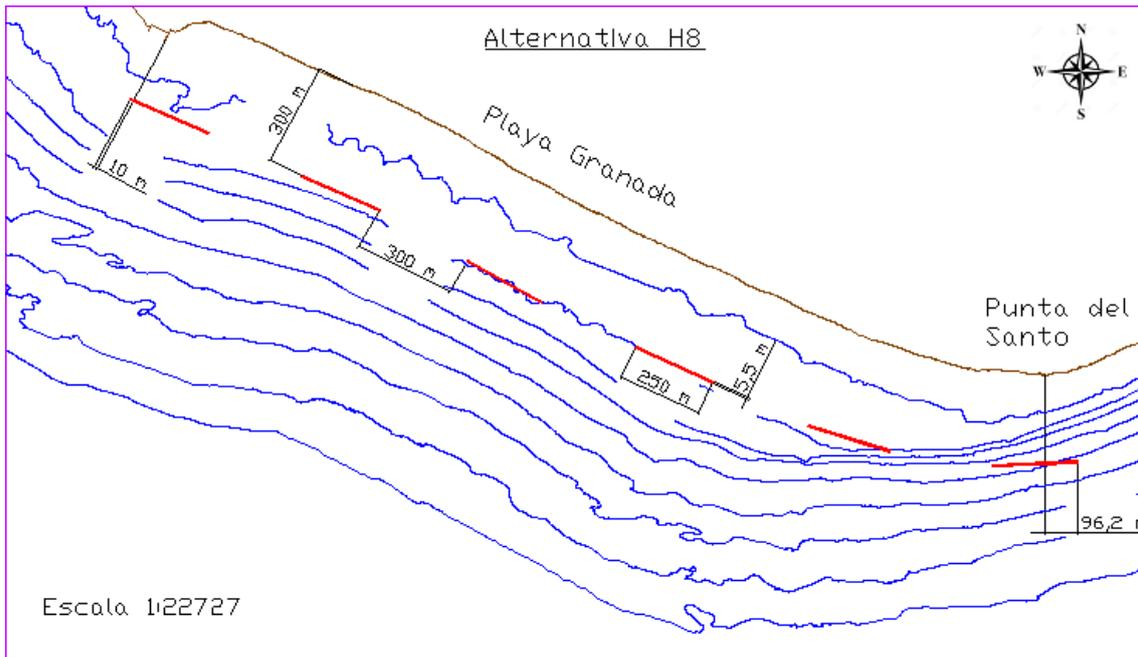 Alternativa H8
N
W E
S
300 m
Playa Granada
10 m
300 m
Punta del
Santo
5,5 m
250 m
96,2 m
Escala 1:22727